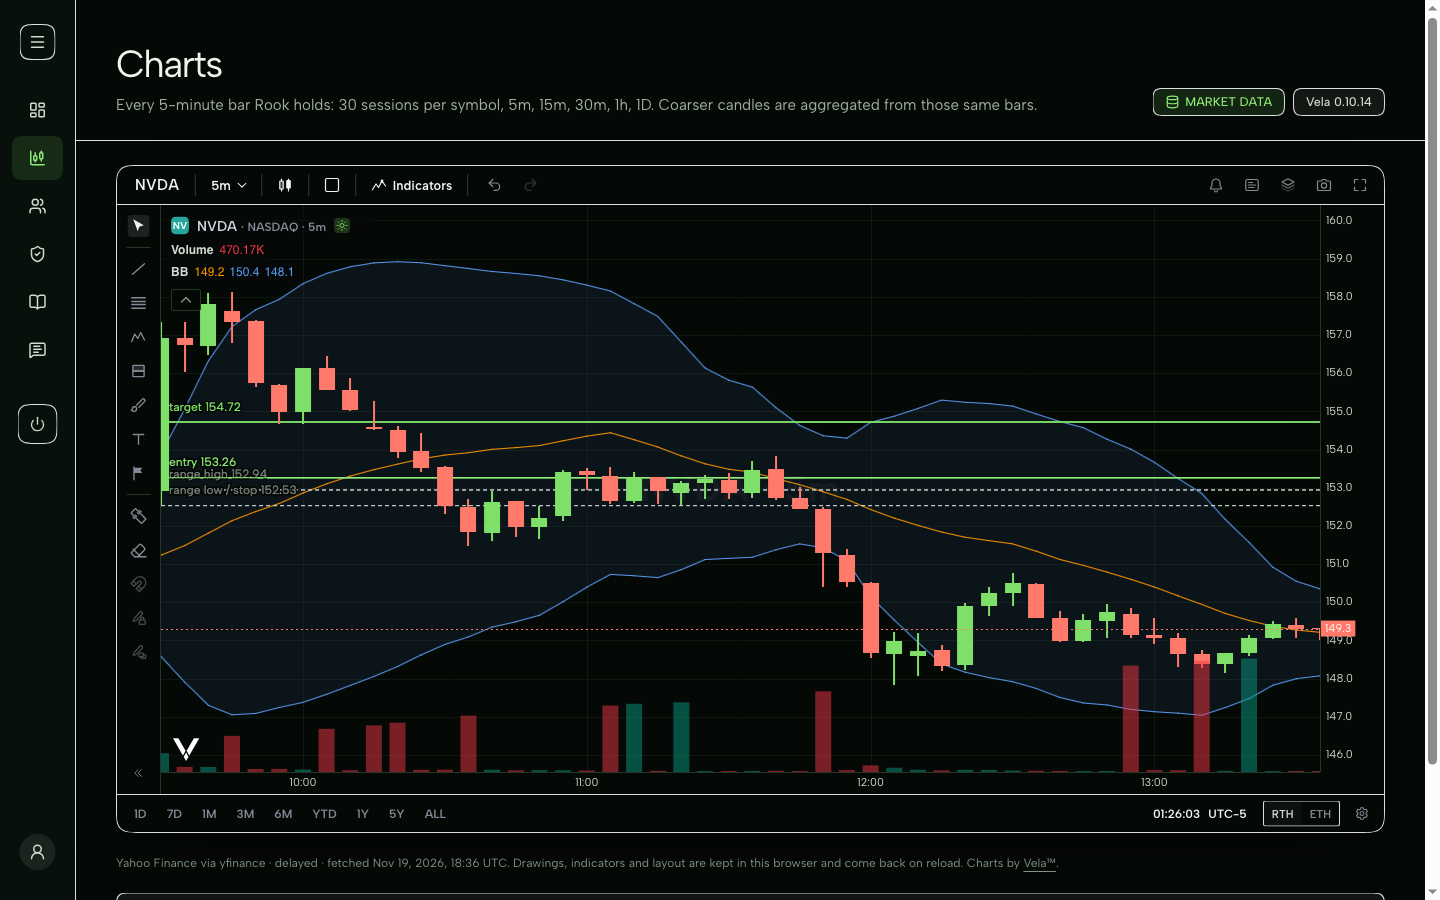 Charts
Every 5-minute bar Rook holds: 30 sessions per symbol, 5m, 15m, 30m, 1h, 1D. Coarser candles are aggregated from those same bars.
MARKET DATA
Vela 0.10.14
NVDA 5m Indicators
NV NVDA · NASDAQ · 5m
Volume 470.17K
BB 149.2 150.4 148.1
target 154.72
entry 153.26
range high 152.94
range low / stop 152.53
160.0
159.0
158.0
157.0
156.0
155.0
154.0
153.0
152.0
151.0
150.0
149.3
149.0
148.0
147.0
146.0
10:00 11:00 12:00 13:00
1D 7D 1M 3M 6M YTD 1Y 5Y ALL
01:26:03 UTC-5 RTH ETH
Yahoo Finance via yfinance · delayed · fetched Nov 19, 2026, 18:36 UTC. Drawings, indicators and layout are kept in this browser and come back on reload. Charts by Vela™.